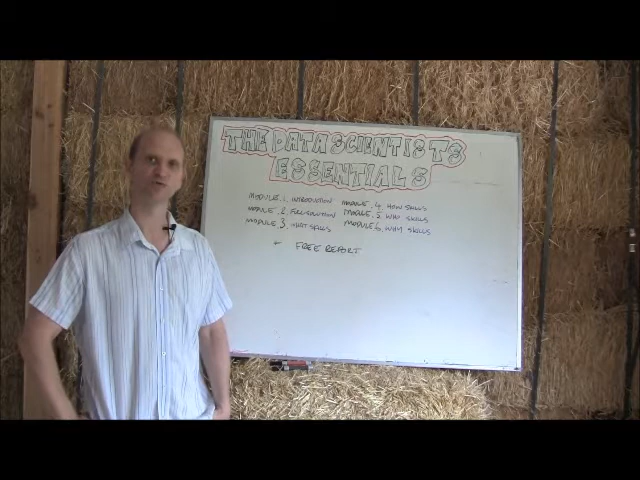 THE DATA SCIENTISTS
ESSENTIALS
MODULE 1. INTRODUCTION
MODULE 2. EVOLUTION
MODULE 3. WHAT SKILLS
MODULE 4. HOW SKILLS
MODULE 5. WHO SKILLS
MODULE 6. WHY SKILLS
+ FREE REPORT